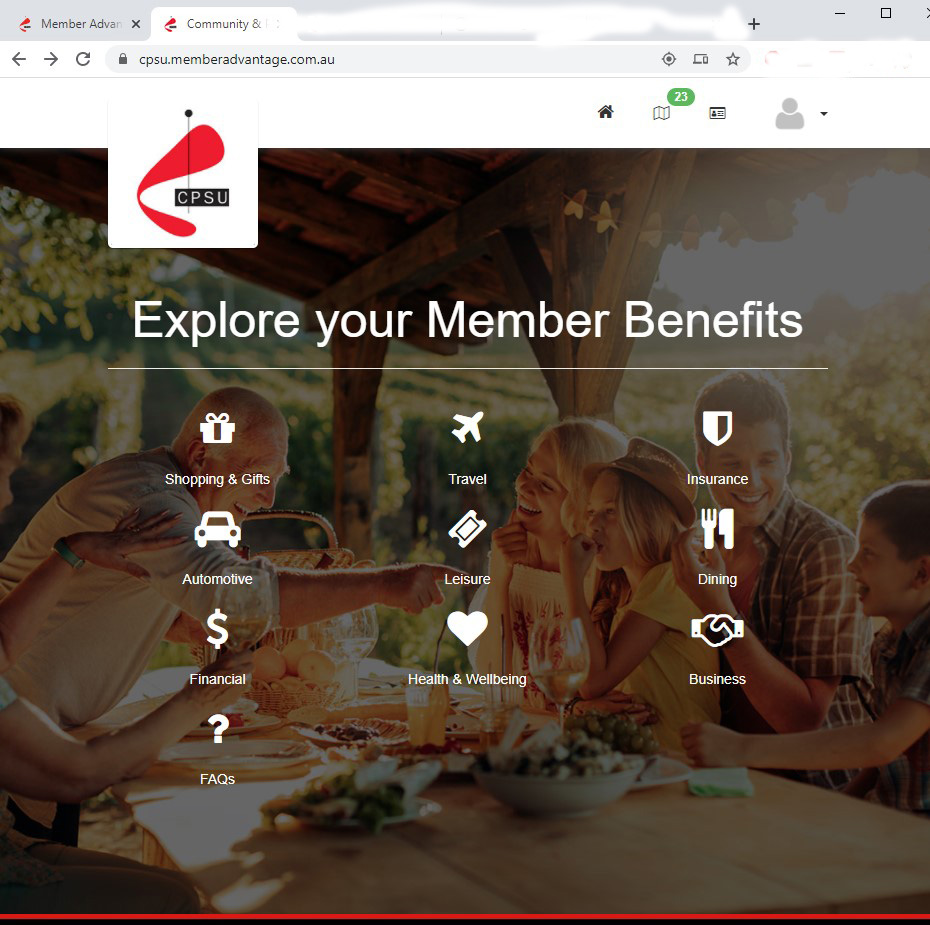 Member Advan
Community &
cpsu.memberadvantage.com.au
23
CPSU
Explore your Member Benefits
Shopping & Gifts
Travel
Insurance
Automotive
Leisure
Dining
Financial
Health & Wellbeing
Business
FAQs